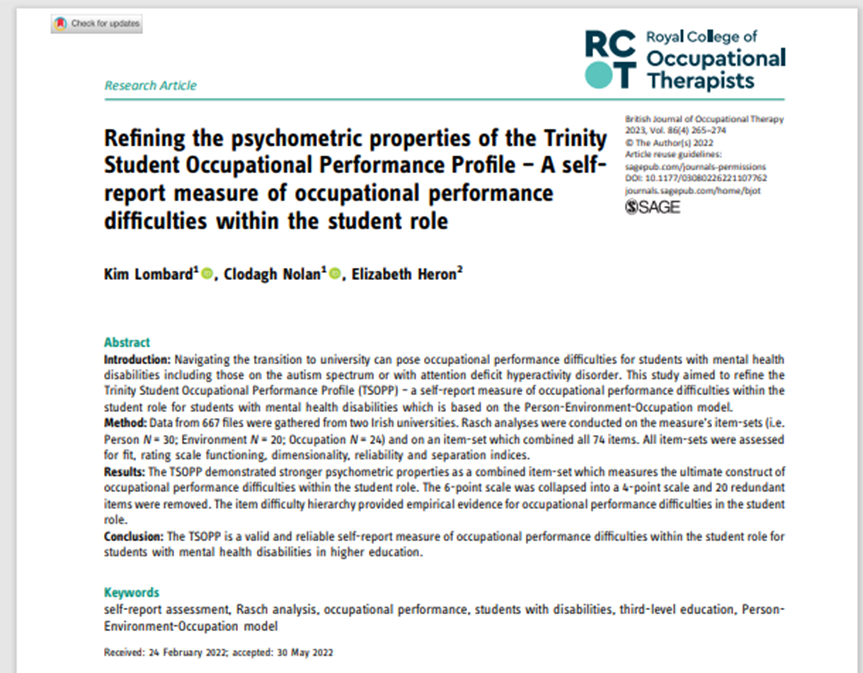 Check for updates
RC
OT
Royal College of
Occupational
Therapists
Research Article
British Journal of Occupational Therapy
2023, Vol. 86(4) 265–274
© The Author(s) 2022
Article reuse guidelines:
sagepub.com/journals-permissions
DOI: 10.1177/03080226221107762
journals.sagepub.com/home/bjot
SAGE
Refining the psychometric properties of the Trinity
Student Occupational Performance Profile – A self-
report measure of occupational performance
difficulties within the student role
Kim Lombard1, Clodagh Nolan1, Elizabeth Heron2
Abstract
Introduction: Navigating the transition to university can pose occupational performance difficulties for students with mental health
disabilities including those on the autism spectrum or with attention deficit hyperactivity disorder. This study aimed to refine the
Trinity Student Occupational Performance Profile (TSOPP) – a self-report measure of occupational performance difficulties within the
student role for students with mental health disabilities which is based on the Person-Environment-Occupation model.
Method: Data from 667 files were gathered from two Irish universities. Rasch analyses were conducted on the measure's item-sets (i.e.
Person N = 30; Environment N = 20; Occupation N = 24) and on an item-set which combined all 74 items. All item-sets were assessed
for fit, rating scale functioning, dimensionality, reliability and separation indices.
Results: The TSOPP demonstrated stronger psychometric properties as a combined item-set which measures the ultimate construct of
occupational performance difficulties within the student role. The 6-point scale was collapsed into a 4-point scale and 20 redundant
items were removed. The item difficulty hierarchy provided empirical evidence for occupational performance difficulties in the student
role.
Conclusion: The TSOPP is a valid and reliable self-report measure of occupational performance difficulties within the student role for
students with mental health disabilities in higher education.
Keywords
self-report assessment, Rasch analysis, occupational performance, students with disabilities, third-level education, Person-
Environment-Occupation model
Received: 24 February 2022; accepted: 30 May 2022